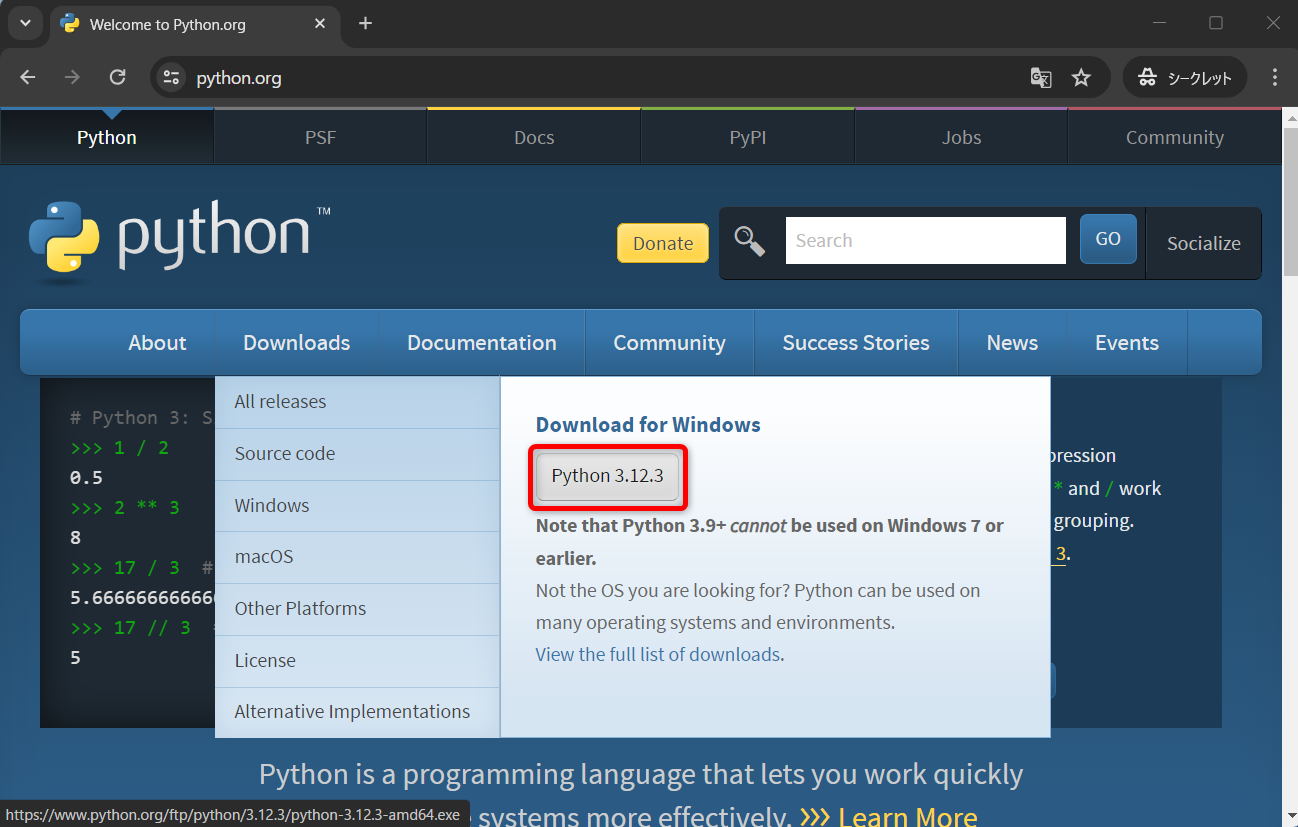 Welcome to Python.org
python.org
シークレット
Python PSF Docs PyPI Jobs Community
python™
Donate
Search
GO
Socialize
About Downloads Documentation Community Success Stories News Events
All releases
Source code
Windows
macOS
Other Platforms
License
Alternative Implementations
Download for Windows
Python 3.12.3
Note that Python 3.9+ cannot be used on Windows 7 or
earlier.
Not the OS you are looking for? Python can be used on
many operating systems and environments.
View the full list of downloads.
# Python 3: S
>>> 1 / 2
0.5
>>> 2 ** 3
8
>>> 17 / 3 #
5.666666666666
>>> 17 // 3
5
pression
* and / work
grouping.
3.
Python is a programming language that lets you work quickly
systems more effectively. >>> Learn More
https://www.python.org/ftp/python/3.12.3/python-3.12.3-amd64.exe